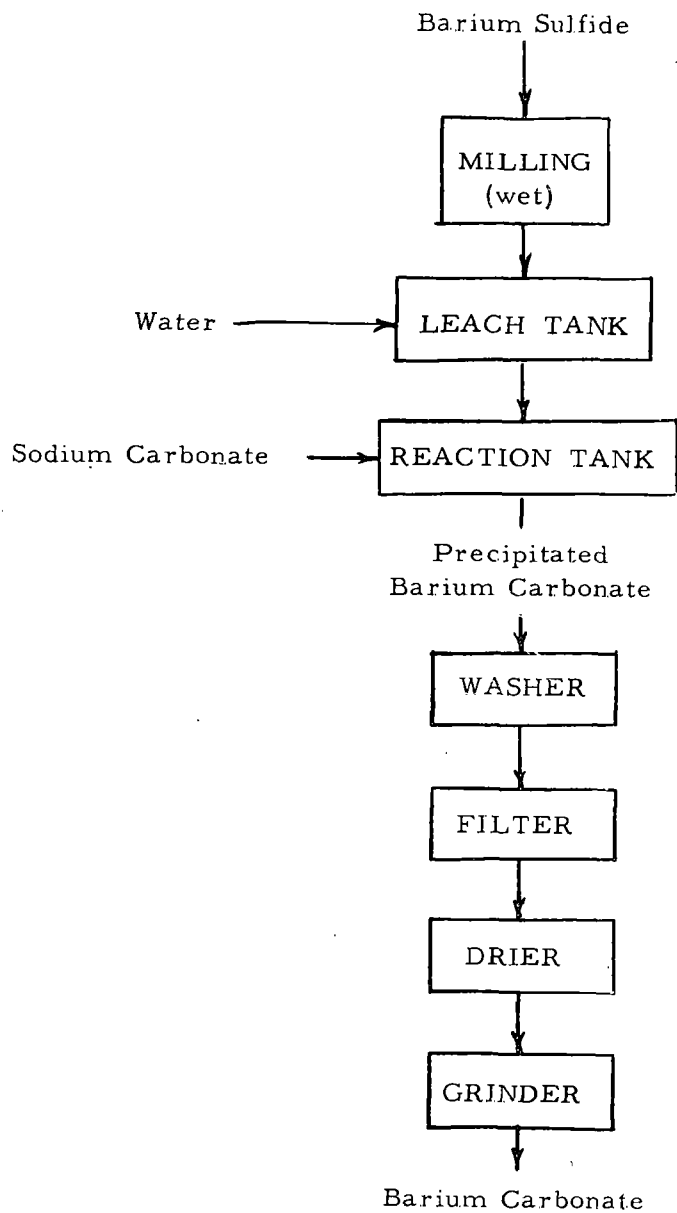 Barium Sulfide
MILLING
(wet)
Water
LEACH TANK
Sodium Carbonate
REACTION TANK
Precipitated
Barium Carbonate
WASHER
FILTER
DRIER
GRINDER
Barium Carbonate